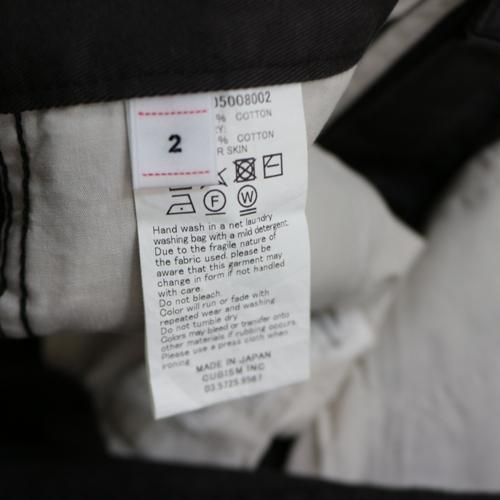 05008002
% COTTON
Y:
% COTTON
R SKIN
2
F
W
Hand wash in a net laundry
washing bag with a mild detergent.
Due to the fragile nature of
the fabric used, please be
aware that this garment may
change in form if not handled
with care.
Do not bleach.
Color will run or fade with
repeated wear and washing
Do not tumble dry
Colors may bleed or transfer onto
other materials if rubbing occurs.
Please use a press cloth when
ironing
MADE IN JAPAN
CUBISM INC
03.5725.9567